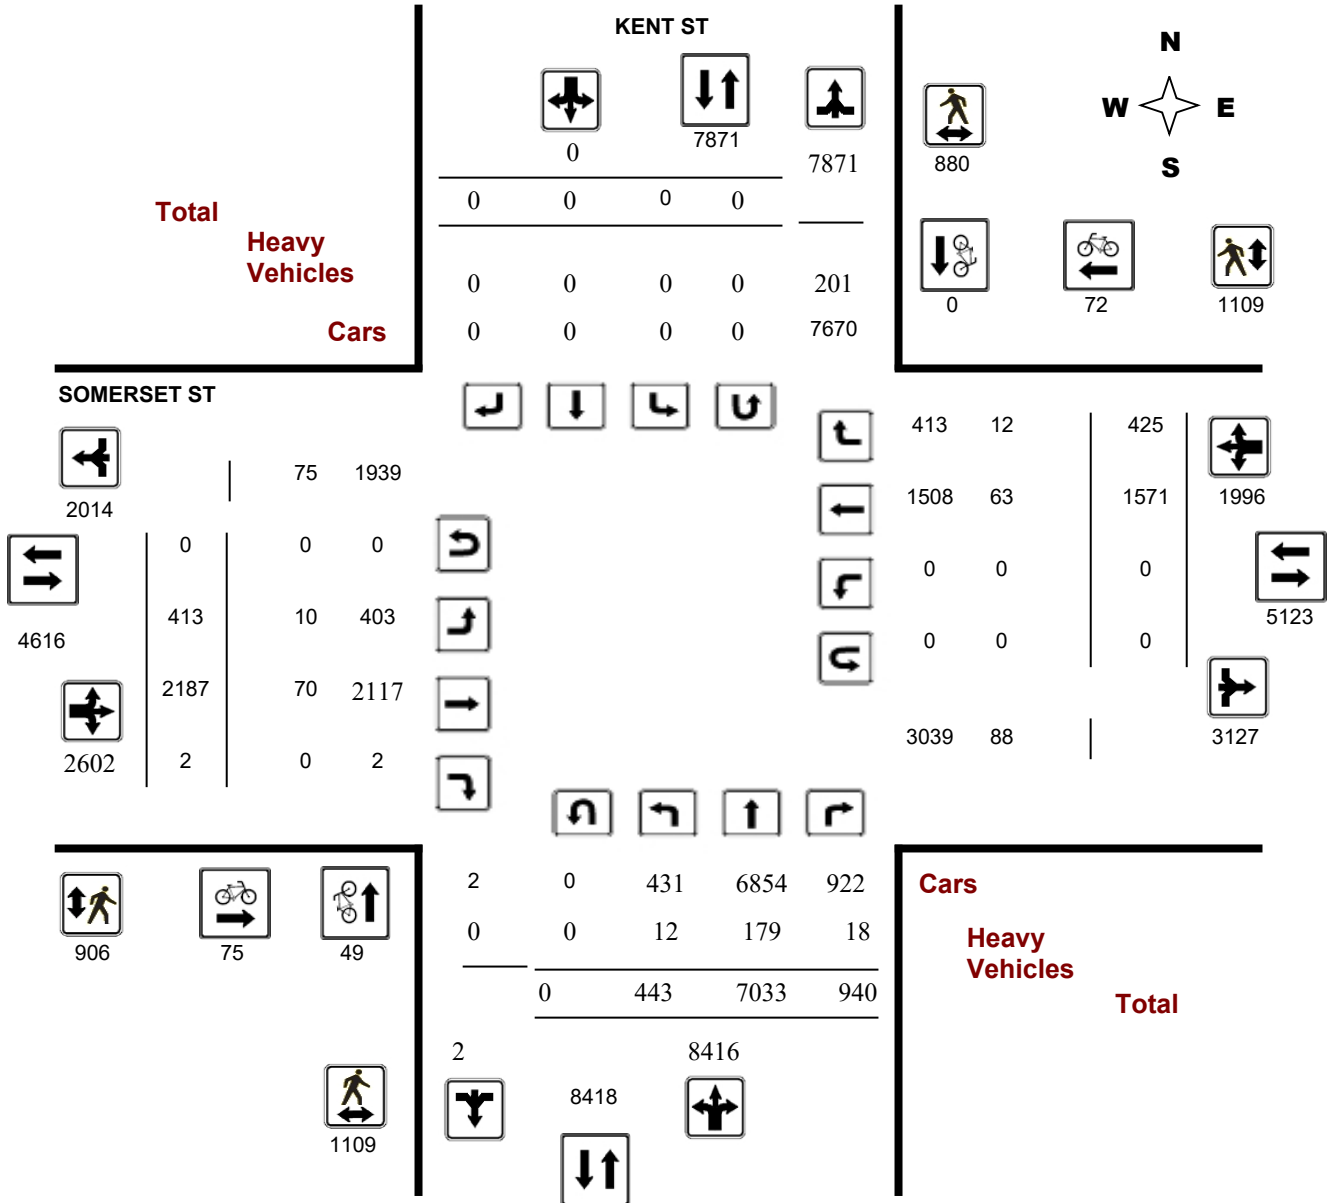 KENT ST
N
W E
S
0 7871 7871 880
0 0 0 0
Total
Heavy
Vehicles
0 0 0 0 201
0 72 1109
Cars
0 0 0 0 7670
SOMERSET ST
413 12 425
75 1939
2014
1508 63 1571 1996
0 0 0
0 0 0
4616
413 10 403
5123
0 0 0
2187 70 2117
3039 88 3127
2602 2 0 2
2 0 431 6854 922
Cars
0 0 12 179 18
Heavy
Vehicles
906 75 49
0 443 7033 940
Total
2 8416
8418
1109